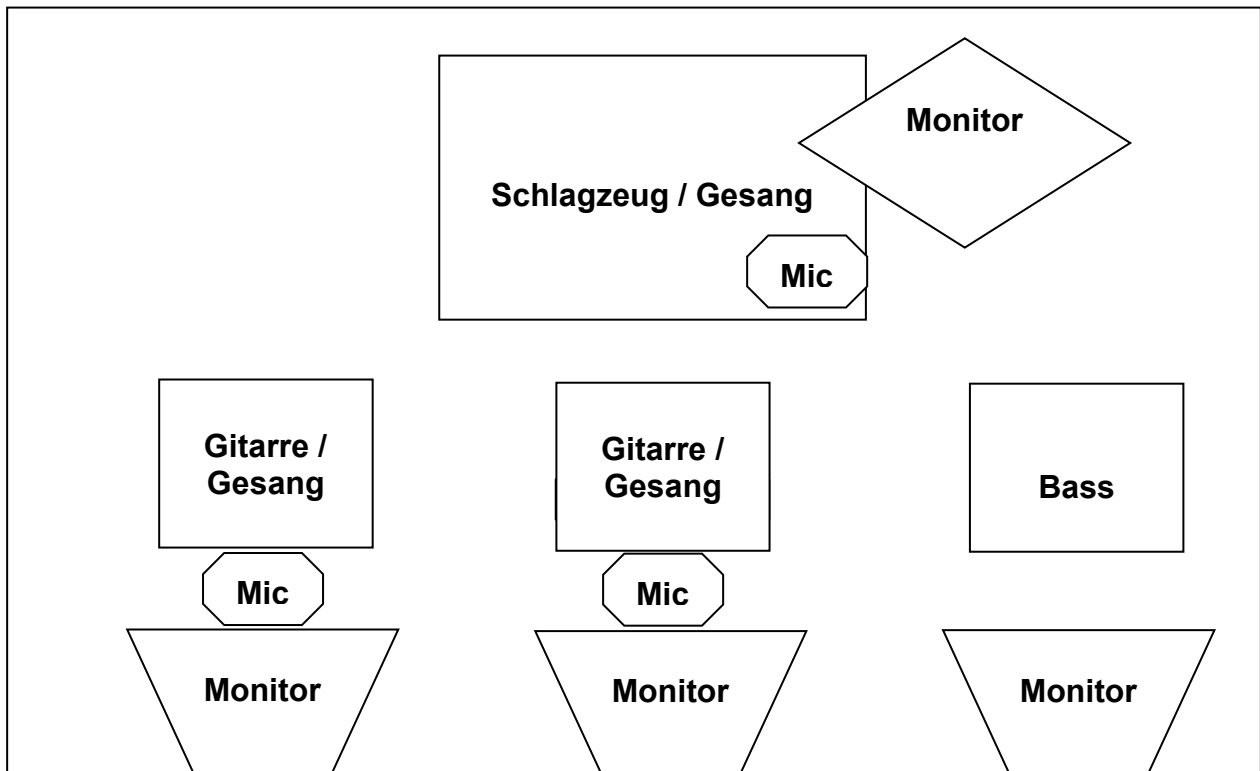 Monitor
Schlagzeug / Gesang
Mic
Gitarre /
Gesang
Gitarre /
Gesang
Bass
Mic
Mic
Monitor
Monitor
Monitor